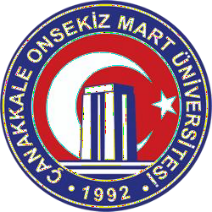 ÇANAKKALE ONSEKİZ MART ÜNİVERSİTESİ
· 1992 ·